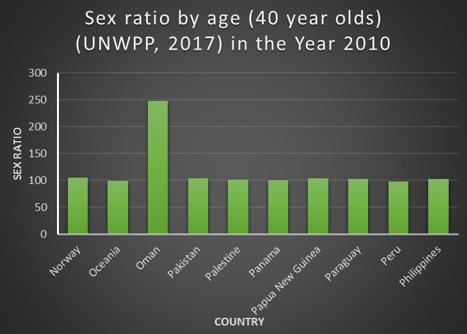 Sex ratio by age (40 year olds)
(UNWPP, 2017) in the Year 2010
300
250
200
150
100
50
0
SEX RATIO
Norway
Oceania
Oman
Pakistan
Palestine
Panama
Papua New Guinea
Paraguay
Peru
Philippines
COUNTRY